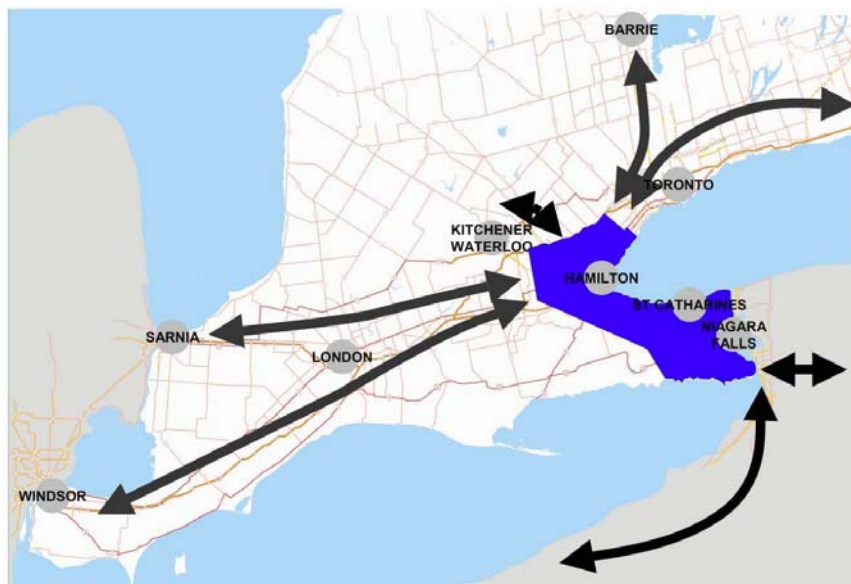 BARRIE
TORONTO
KITCHENER
WATERLOO
HAMILTON
ST CATHARINES
NIAGARA
FALLS
SARNIA
LONDON
WINDSOR